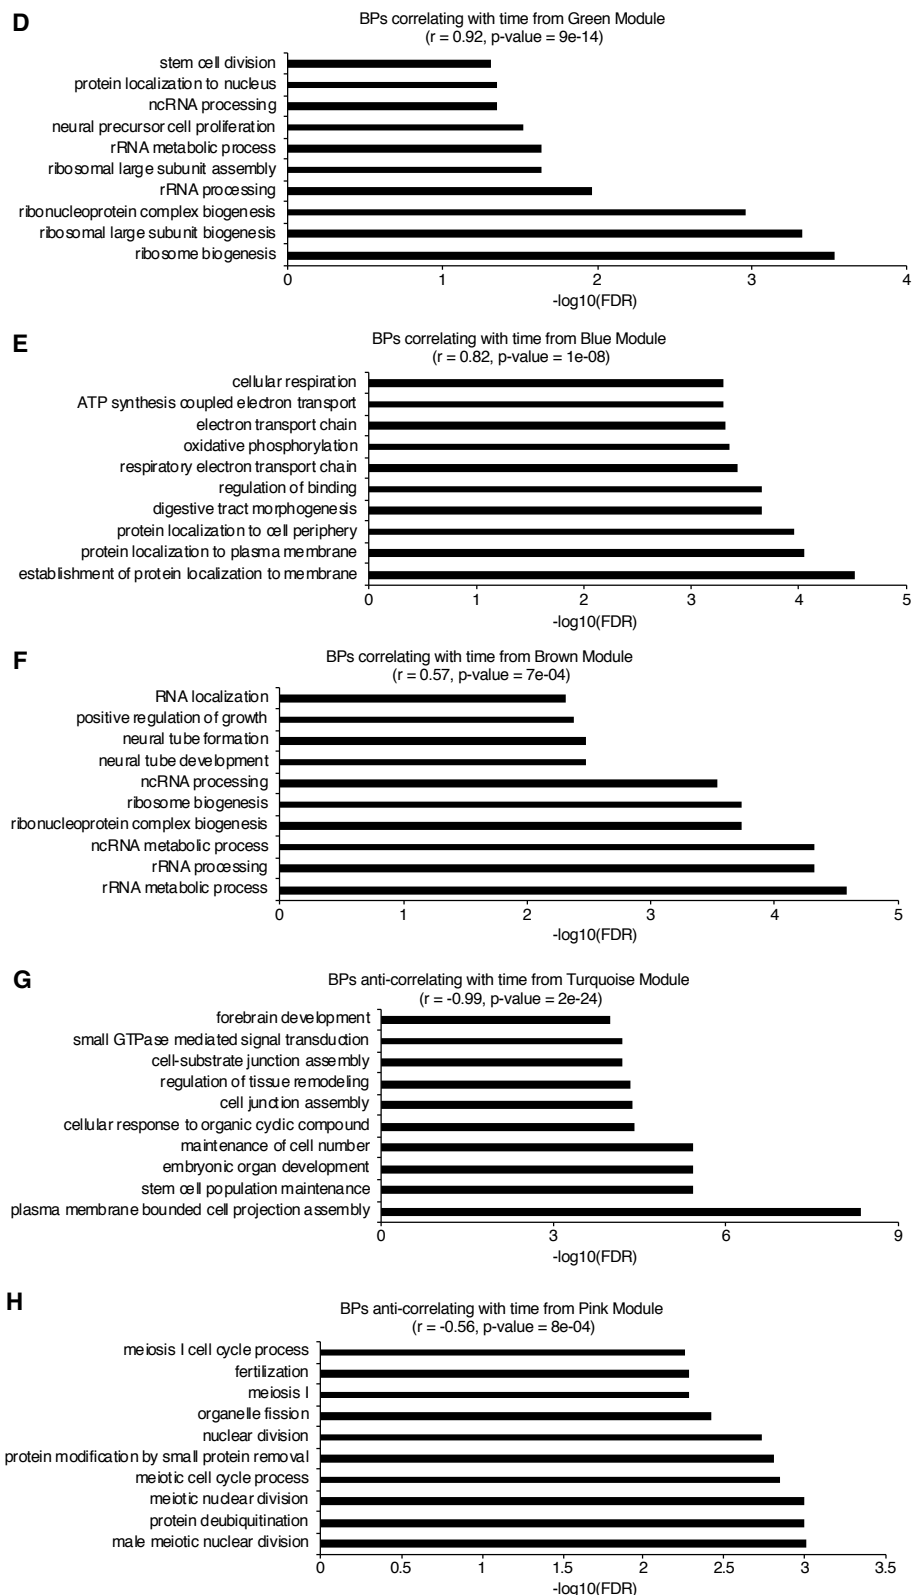 D
BPs correlating with time from Green Module
(r = 0.92, p-value = 9e-14)
stem cell division
protein localization to nucleus
ncRNA processing
neural precursor cell proliferation
rRNA metabolic process
ribosomal large subunit assembly
rRNA processing
ribonucleoprotein complex biogenesis
ribosomal large subunit biogenesis
ribosome biogenesis
0 1 2 3 4
-log10(FDR)
E
BPs correlating with time from Blue Module
(r = 0.82, p-value = 1e-08)
cellular respiration
ATP synthesis coupled electron transport
electron transport chain
oxidative phosphorylation
respiratory electron transport chain
regulation of binding
digestive tract morphogenesis
protein localization to cell periphery
protein localization to plasma membrane
establishment of protein localization to membrane
0 1 2 3 4 5
-log10(FDR)
F
BPs correlating with time from Brown Module
(r = 0.57, p-value = 7e-04)
RNA localization
positive regulation of growth
neural tube formation
neural tube development
ncRNA processing
ribosome biogenesis
ribonucleoprotein complex biogenesis
ncRNA metabolic process
rRNA processing
rRNA metabolic process
0 1 2 3 4 5
-log10(FDR)
G
BPs anti-correlating with time from Turquoise Module
(r = -0.99, p-value = 2e-24)
forebrain development
small GTPase mediated signal transduction
cell-substrate junction assembly
regulation of tissue remodeling
cell junction assembly
cellular response to organic cyclic compound
maintenance of cell number
embryonic organ development
stem cell population maintenance
plasma membrane bounded cell projection assembly
0 3 6 9
-log10(FDR)
H
BPs anti-correlating with time from Pink Module
(r = -0.56, p-value = 8e-04)
meiosis I cell cycle process
fertilization
meiosis I
organelle fission
nuclear division
protein modification by small protein removal
meiotic cell cycle process
meiotic nuclear division
protein deubiquitination
male meiotic nuclear division
0 0.5 1 1.5 2 2.5 3 3.5
-log10(FDR)